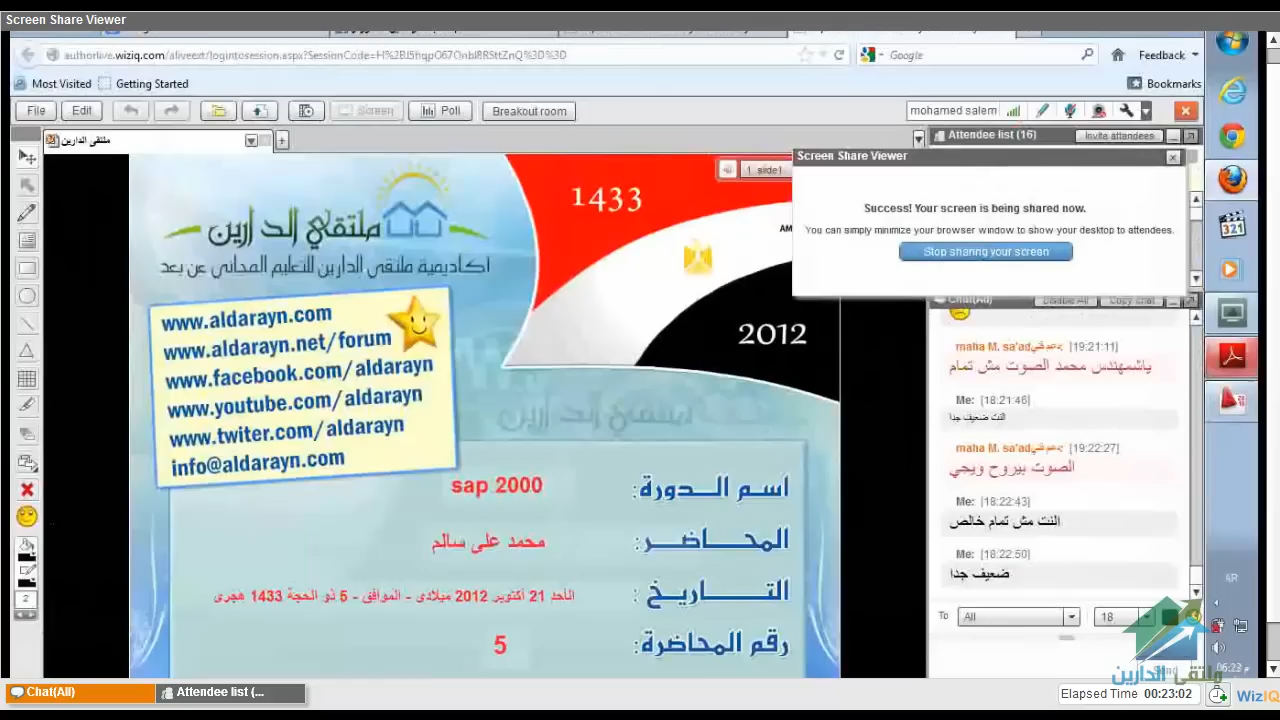 Screen Share Viewer
authorlive.wiziq.com/aliveext/logintosession.aspx?SessionCode=
Google
Feedback
Most Visited
Getting Started
Bookmarks
File
Edit
Screen
Poll
Breakout room
mohamed salem
ملتقى الدارين
Attendee list (16)
Invite attendees
1 slide1
Screen Share Viewer
Success! Your screen is being shared now.
You can simply minimize your browser window to show your desktop to attendees.
Stop sharing your screen
1433
2012
ملتقي الدارين
اكاديمية ملتقى الدارين للتعليم المجاني عن بعد
www.aldarayn.com
www.aldarayn.net/forum
www.facebook.com/aldarayn
www.youtube.com/aldarayn
www.twiter.com/aldarayn
info@aldarayn.com
اسم الدورة:
sap 2000
المحاضر:
محمد على سالم
التاريخ :
الأحد 21 أكتوبر 2012 ميلادى - الموافق - 5 ذو الحجة 1433 هجرى
رقم المحاضرة:
5
Chat(All)
Disable All
Copy chat
maha M. sa'ad [19:21:11]
ياشمهندس محمد الصوت مش تمام
Me: [18:21:46]
النت ضعيف جدا
maha M. sa'ad [19:22:27]
الصوت بيروح ويجي
Me: [18:22:43]
النت مش تمام خالص
Me: [18:22:50]
ضعيف جدا
To
All
18
Send
ملتقى الدارين
2
321
06:23 م
Chat(All)
Attendee list (...
Elapsed Time 00:23:02
WizIQ